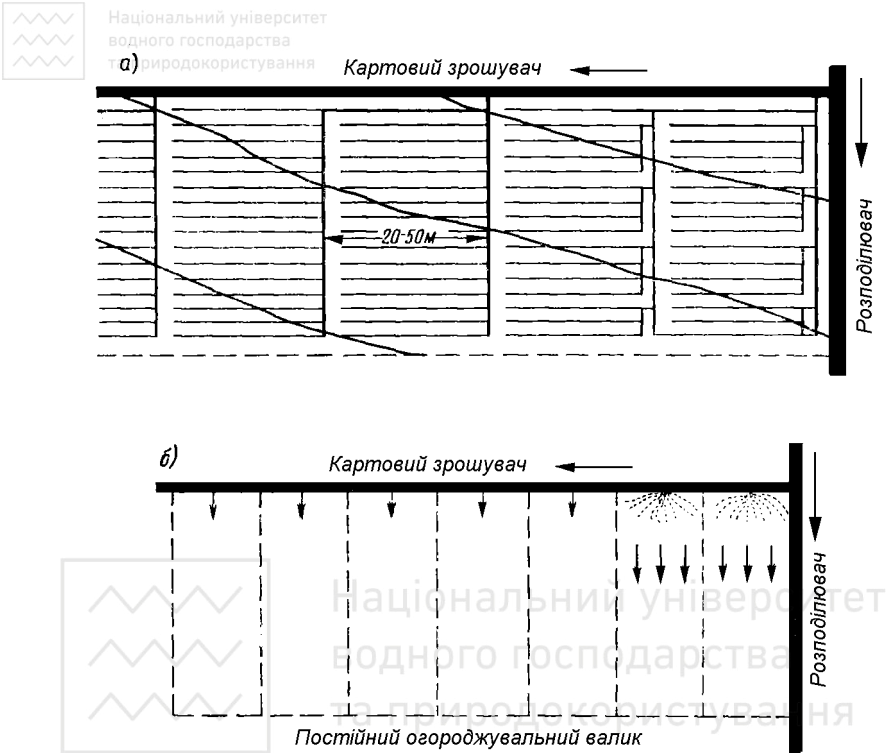 Національний університет
водного господарства
та природокористування
а)
Картовий зрошувач
20-50м
Розподілювач
б)
Картовий зрошувач
Розподілювач
Національний університет
водного господарства
та природокористування
Постійний огороджувальний валик